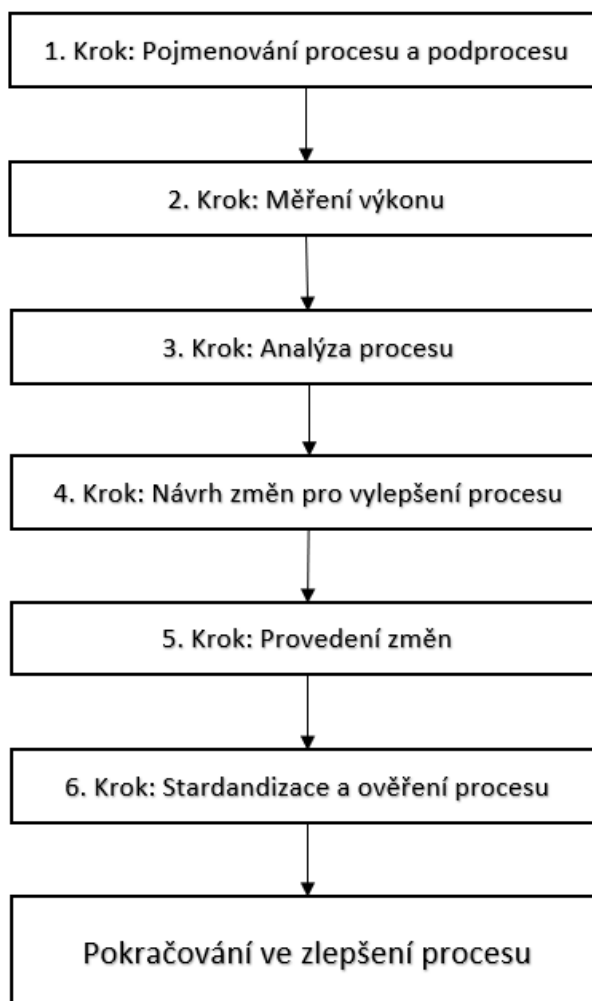 1. Krok: Pojmenování procesu a podprocesu
2. Krok: Měření výkonu
3. Krok: Analýza procesu
4. Krok: Návrh změn pro vylepšení procesu
5. Krok: Provedení změn
6. Krok: Stardandizace a ověření procesu
Pokračování ve zlepšení procesu